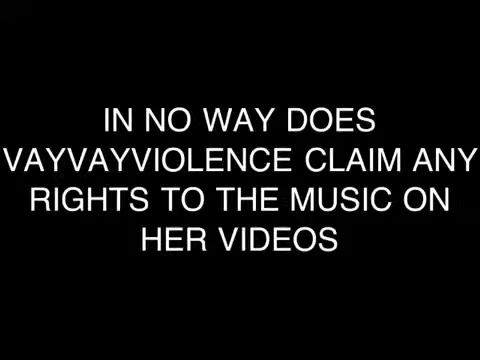 IN NO WAY DOES
VAYVAYVIOLENCE CLAIM ANY
RIGHTS TO THE MUSIC ON
HER VIDEOS